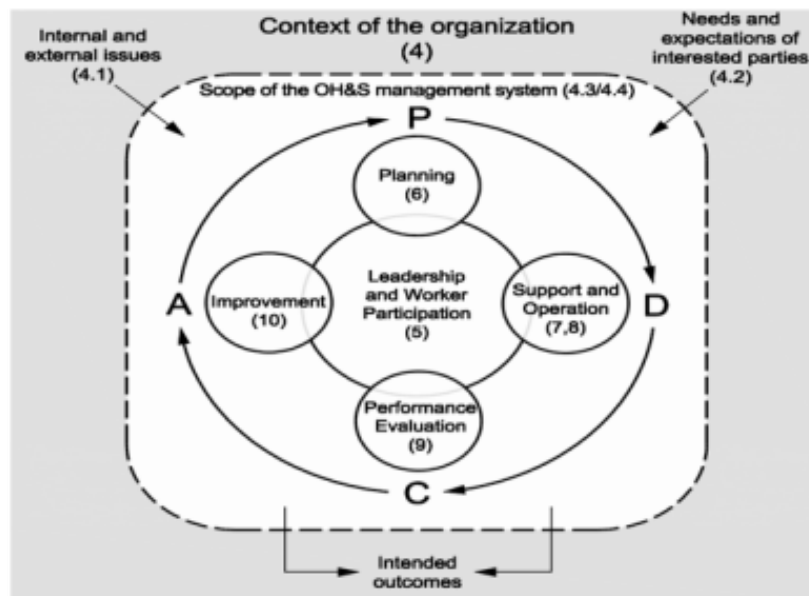 Context of the organization
(4)
Internal and
external issues
(4.1)
Needs and
expectations of
interested parties
(4.2)
Scope of the OH&S management system (4.3/4.4)
P
Planning
(6)
A
Improvement
(10)
Leadership
and Worker
Participation
(5)
Support and
Operation
(7,8)
D
Performance
Evaluation
(9)
C
Intended
outcomes